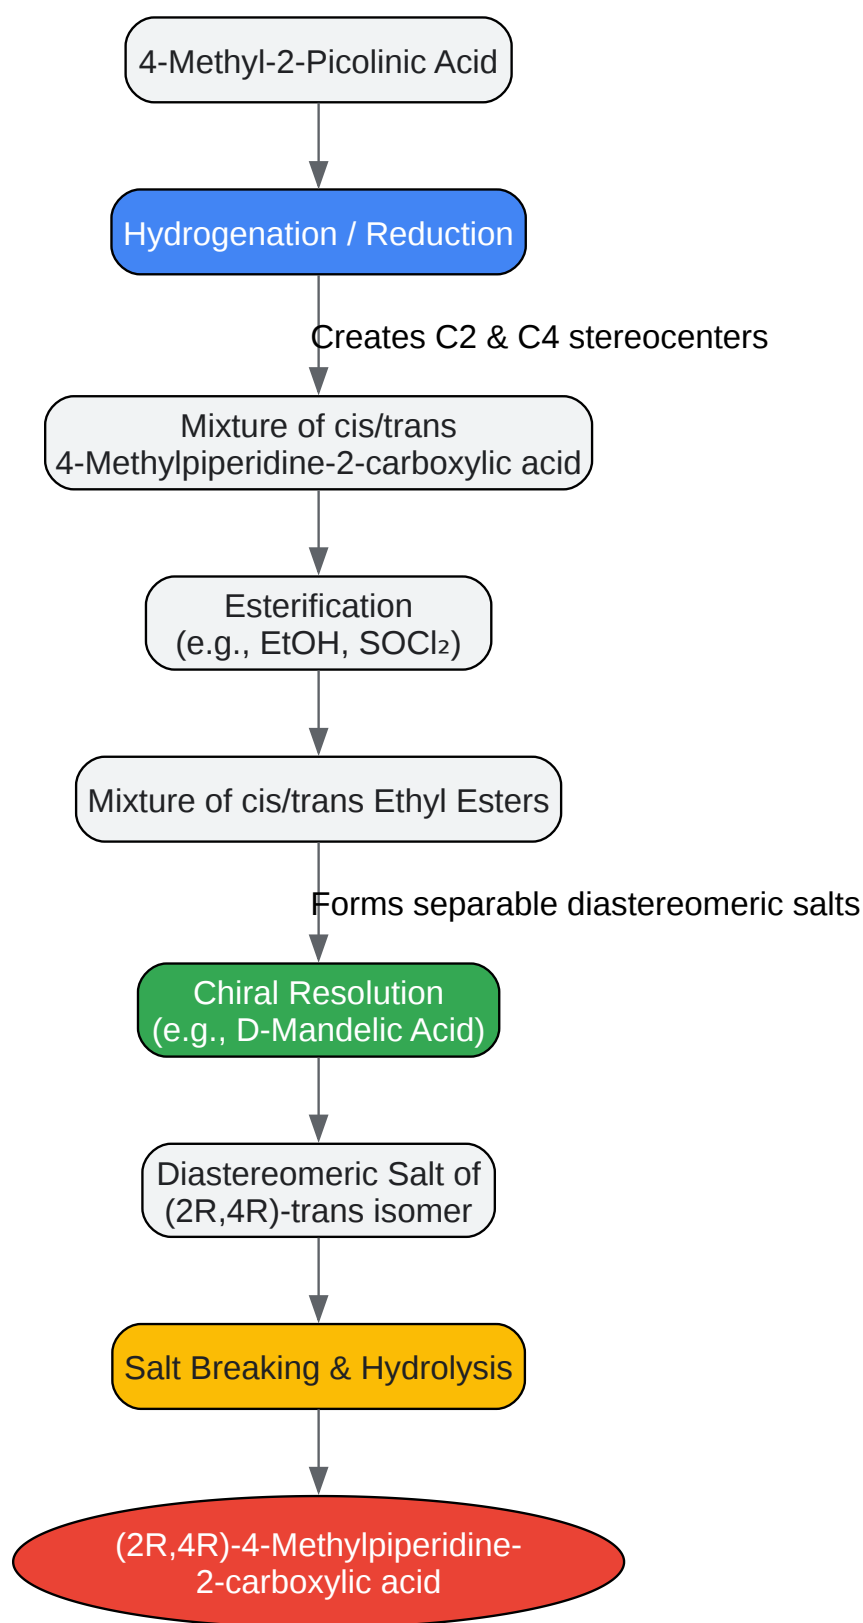 4-Methyl-2-Picolinic Acid
Hydrogenation / Reduction
Creates C2 & C4 stereocenters
Mixture of cis/trans
4-Methylpiperidine-2-carboxylic acid
Esterification
(e.g., EtOH, SOCl₂)
Mixture of cis/trans Ethyl Esters
Forms separable diastereomeric salts
Chiral Resolution
(e.g., D-Mandelic Acid)
Diastereomeric Salt of
(2R,4R)-trans isomer
Salt Breaking & Hydrolysis
(2R,4R)-4-Methylpiperidine-
2-carboxylic acid